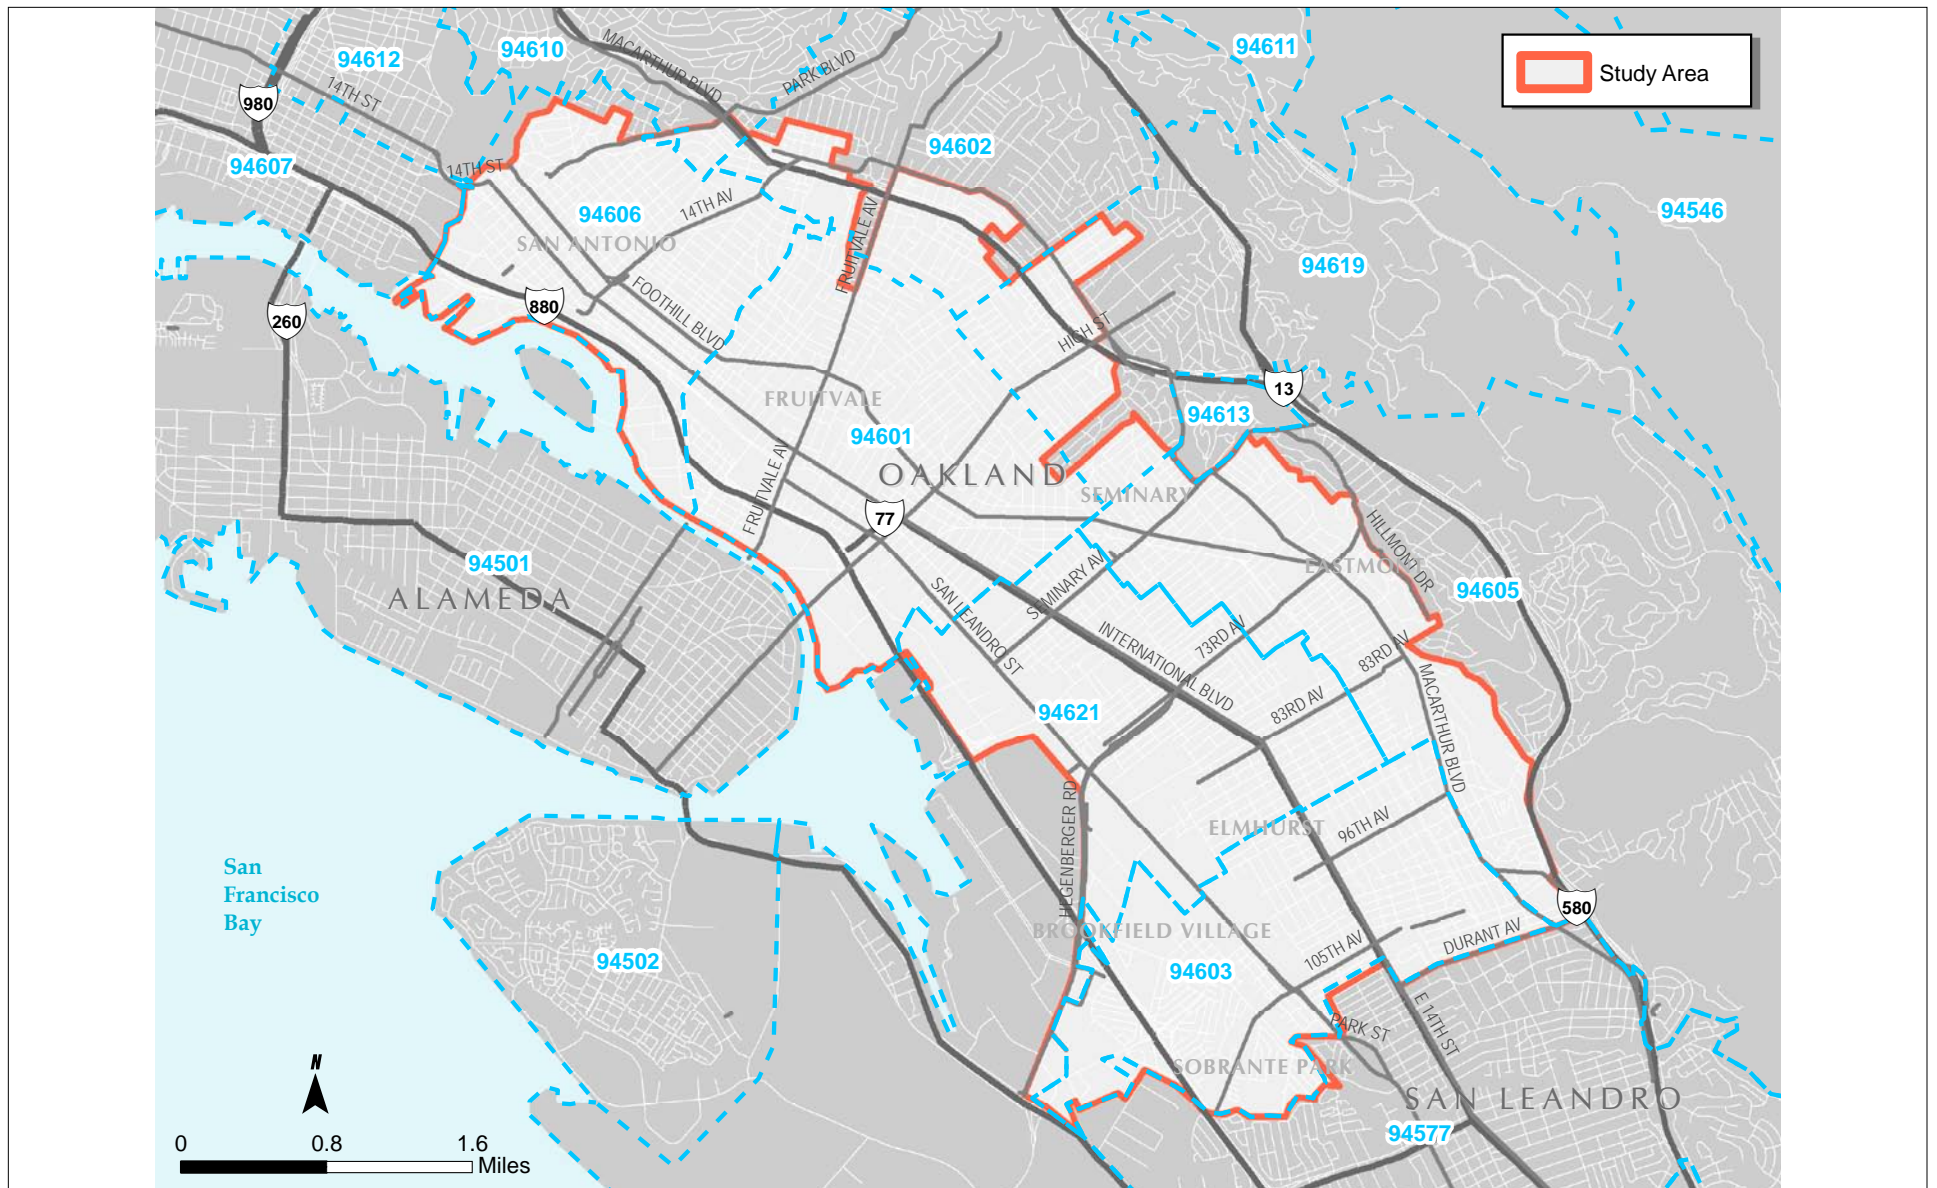 94612
94610
MACARTHUR BLVD
PARK BLVD
94611
Study Area
14TH ST
980
94607
14TH ST
94602
94606
14TH AV
SAN ANTONIO
FRUITVALE AV
94546
94619
260
880
FOOTHILL BLVD
HIGH ST
13
FRUITVALE
94613
94601
OAKLAND
FRUITVALE AV
SEMINARY
77
HILLMONT DR
94501
ALAMEDA
EASTMONT
94605
SEMINARY AV
SAN LEANDRO ST
INTERNATIONAL BLVD
73RD AV
83RD AV
83RD AV
94621
MACARTHUR BLVD
HEGENBERGER RD
ELMHURST
96TH AV
San
Francisco
Bay
580
BROOKFIELD VILLAGE
105TH AV
DURANT AV
94502
94603
E 14TH ST
PARK ST
SOBRANTE PARK
SAN LEANDRO
94577
N
0 0.8 1.6
Miles